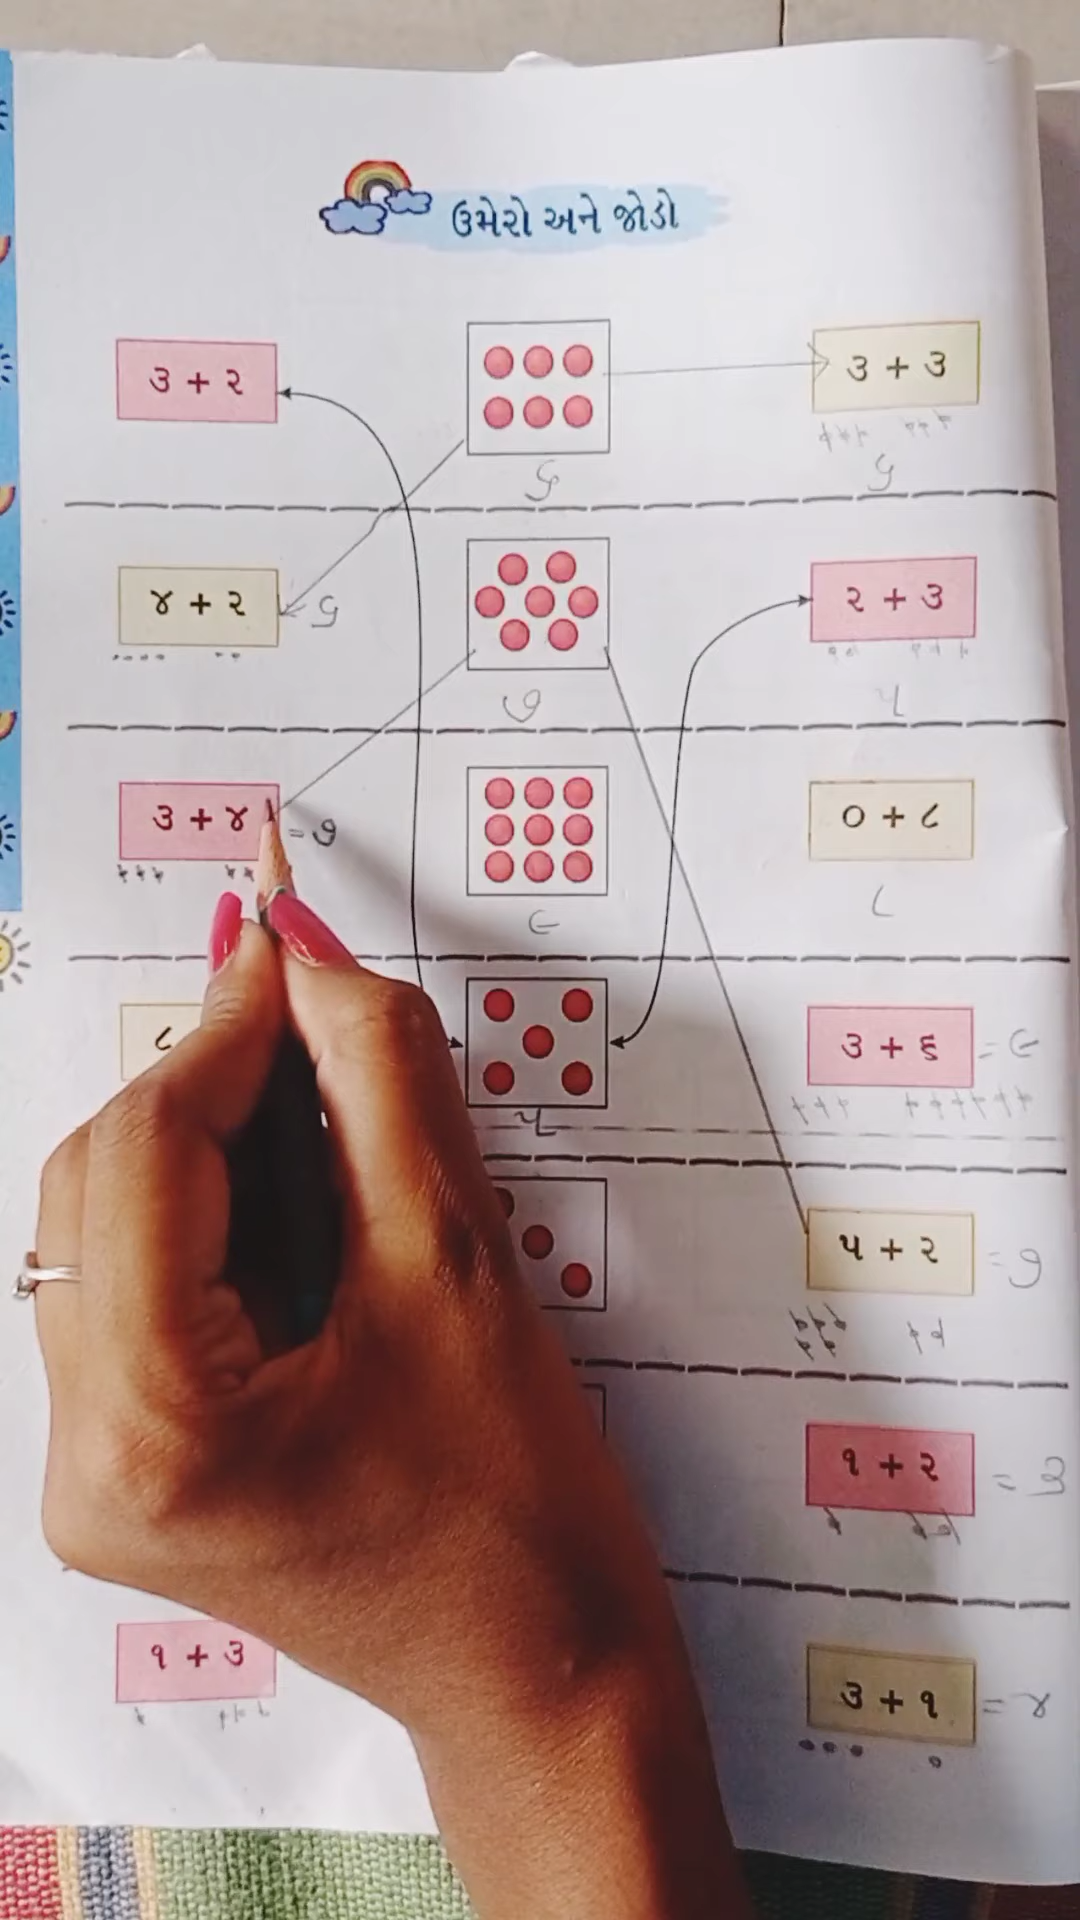 ઉમેરો અને જોડો
૩ + ૨
૩ + ૩
૬
૬
૪ + ૨
૬
૨ + ૩
૭
૫
૩ + ૪
= ૭
૦ + ૮
૯
૮
૮
૩ + ૬
= ૯
૫
૫ + ૨
= ૭
૧ + ૨
= ૩
૧ + ૩
૩ + ૧
= ૪